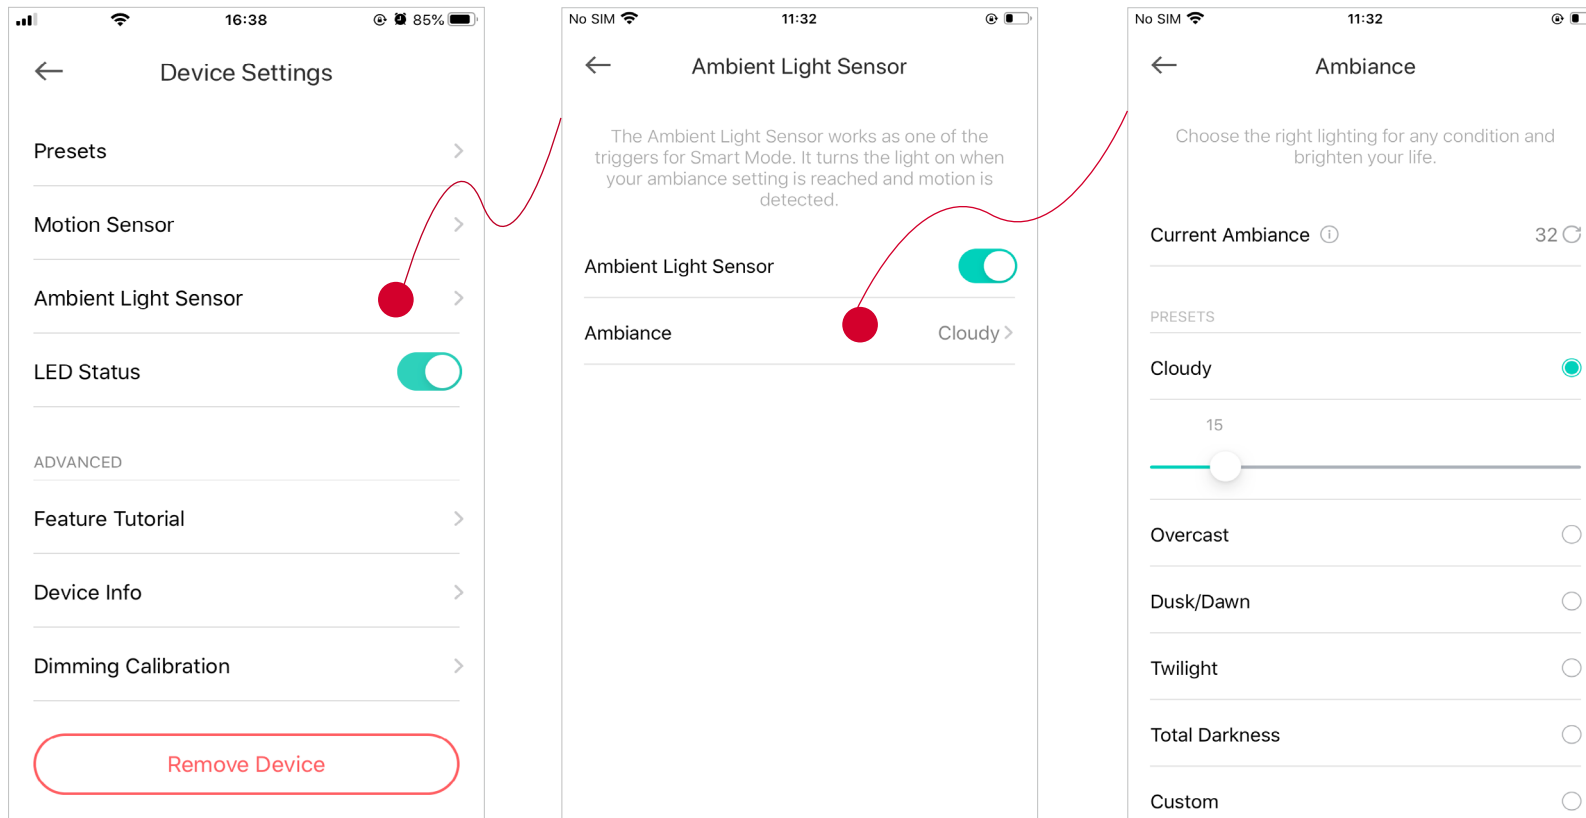 16:38
85%
Device Settings
Presets
Motion Sensor
Ambient Light Sensor
LED Status
ADVANCED
Feature Tutorial
Device Info
Dimming Calibration
Remove Device
No SIM
11:32
Ambient Light Sensor
The Ambient Light Sensor works as one of the
triggers for Smart Mode. It turns the light on when
your ambiance setting is reached and motion is
detected.
Ambient Light Sensor
Ambiance Cloudy
No SIM
11:32
Ambiance
Choose the right lighting for any condition and
brighten your life.
Current Ambiance 32
PRESETS
Cloudy
15
Overcast
Dusk/Dawn
Twilight
Total Darkness
Custom